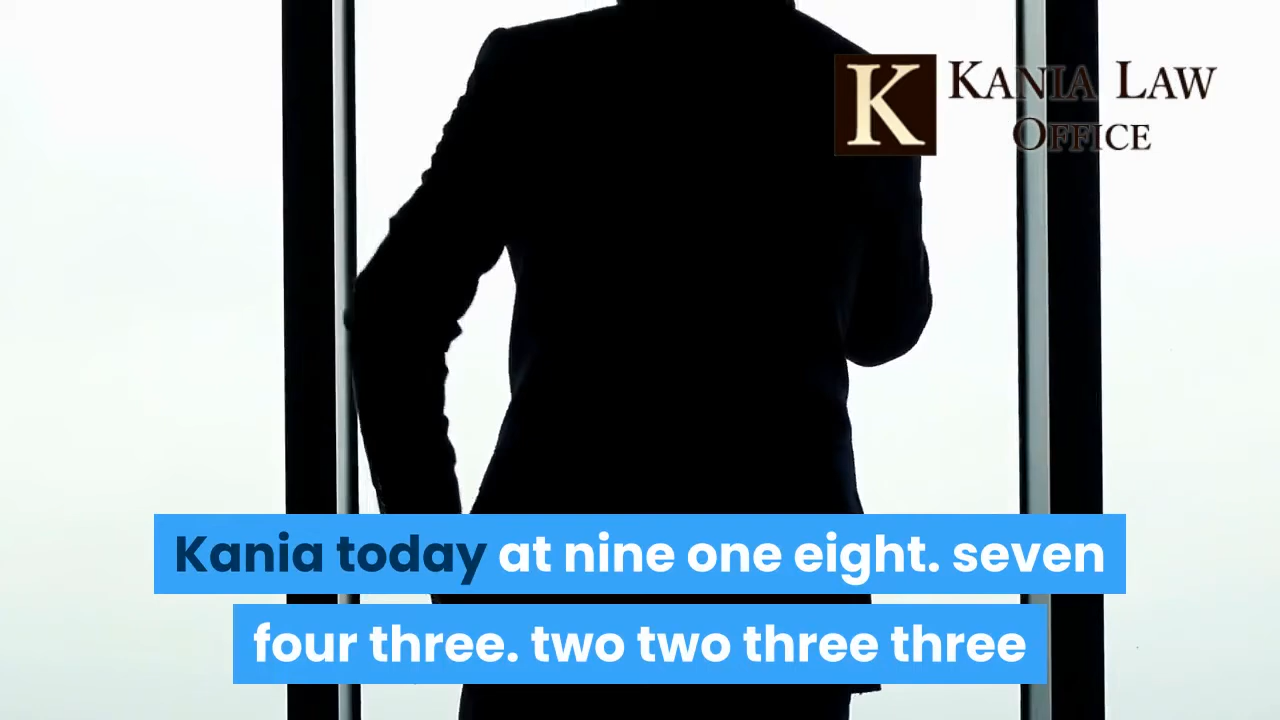 K
KANIA LAW
OFFICE
Kania today at nine one eight. seven
four three. two two three three